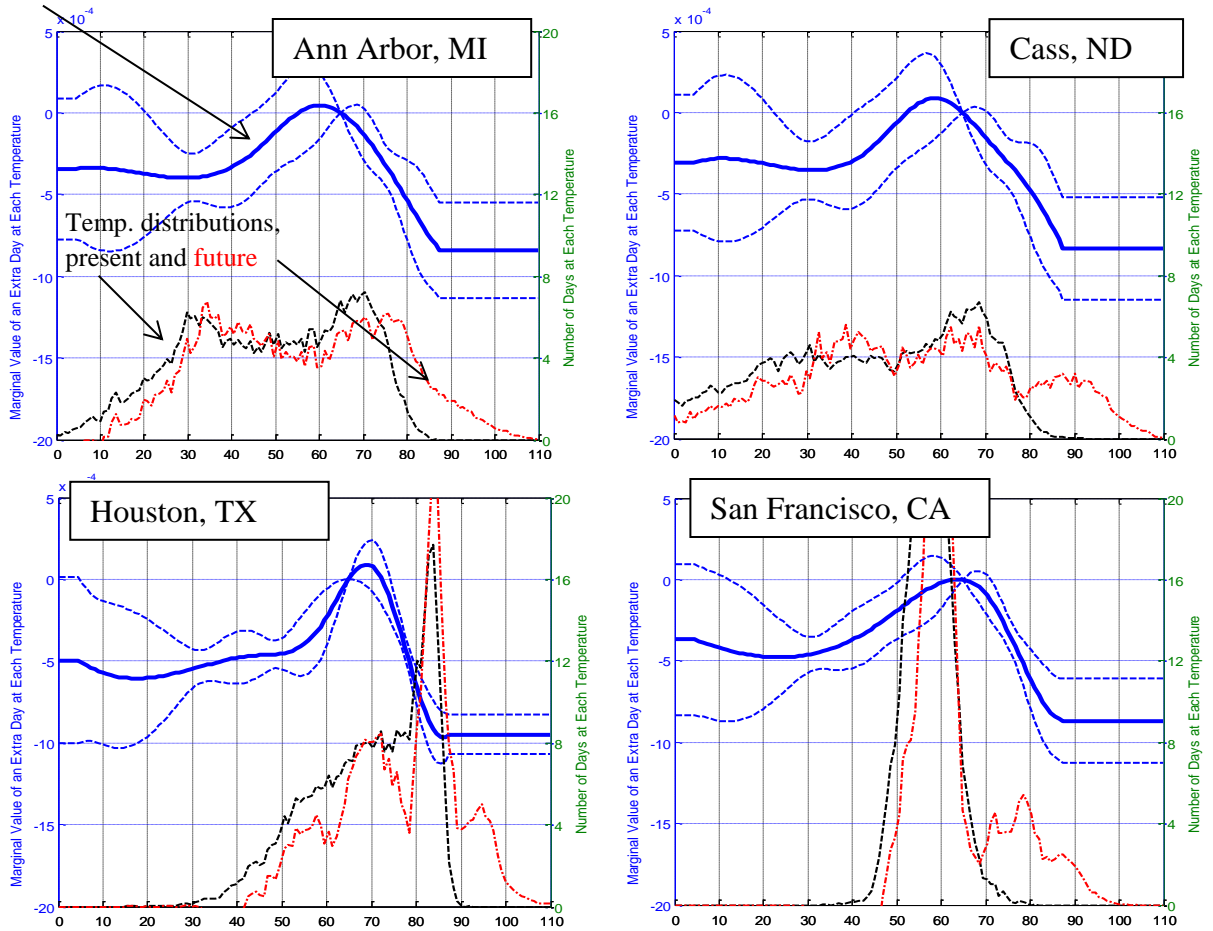 x 10⁻⁴
Ann Arbor, MI
5
0
-5
-10
-15
-20
20
16
12
8
4
0
Marginal Value of an Extra Day at Each Temperature
Number of Days at Each Temperature
Temp. distributions,
present and future
0 10 20 30 40 50 60 70 80 90 100 110
x 10⁻⁴
Cass, ND
5
0
-5
-10
-15
-20
20
16
12
8
4
0
Marginal Value of an Extra Day at Each Temperature
Number of Days at Each Temperature
0 10 20 30 40 50 60 70 80 90 100 110
x -4
Houston, TX
5
0
-5
-10
-15
-20
20
16
12
8
4
0
Marginal Value of an Extra Day at Each Temperature
Number of Days at Each Temperature
0 10 20 30 40 50 60 70 80 90 100 110
San Francisco, CA
5
0
-5
-10
-15
-20
20
16
12
8
4
0
Marginal Value of an Extra Day at Each Temperature
Number of Days at Each Temperature
0 10 20 30 40 50 60 70 80 90 100 110